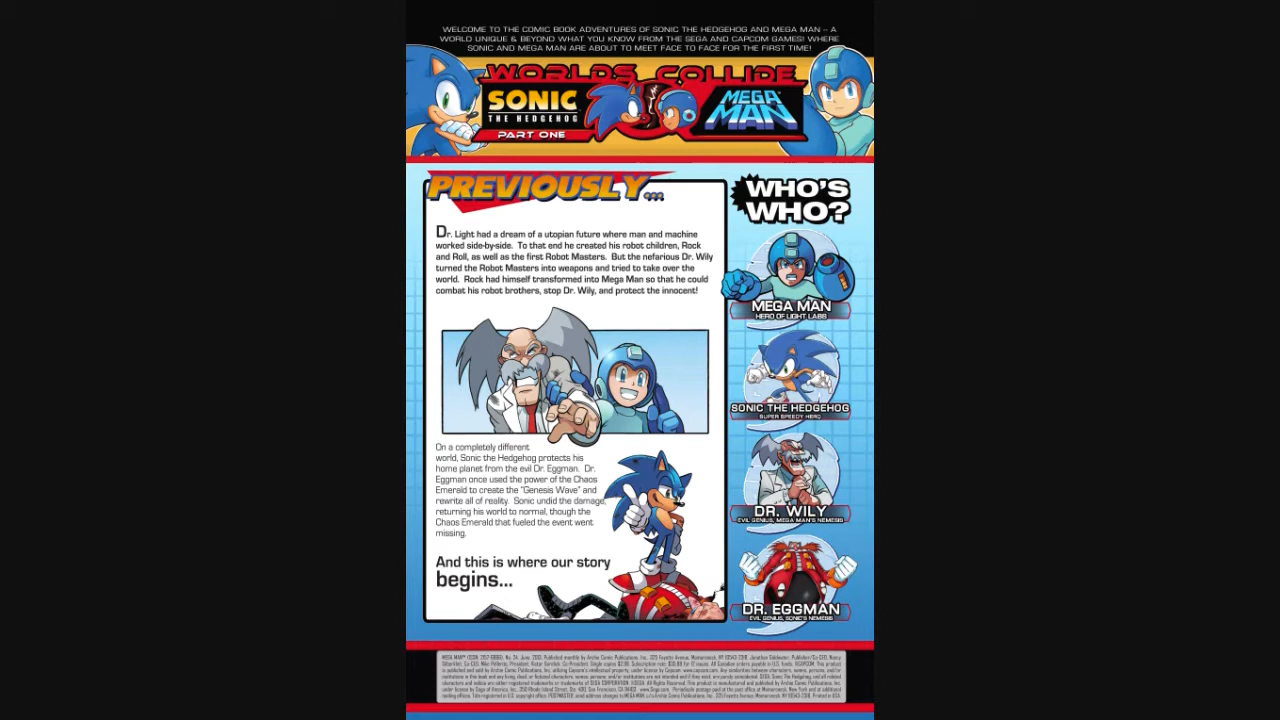 WELCOME TO THE COMIC BOOK ADVENTURES OF SONIC THE HEDGEHOG AND MEGA MAN -- A
WORLD UNIQUE & BEYOND WHAT YOU KNOW FROM THE SEGA AND CAPCOM GAMES! WHERE
SONIC AND MEGA MAN ARE ABOUT TO MEET FACE TO FACE FOR THE FIRST TIME!
WORLDS COLLIDE
SONIC
THE HEDGEHOG
MEGA
MAN
PART ONE
PREVIOUSLY...
Dr. Light had a dream of a utopian future where man and machine
worked side-by-side. To that end he created his robot children, Rock
and Roll, as well as the first Robot Masters. But the nefarious Dr. Wily
turned the Robot Masters into weapons and tried to take over the
world. Rock had himself transformed into Mega Man so that he could
combat his robot brothers, stop Dr. Wily, and protect the innocent!
On a completely different
world, Sonic the Hedgehog protects his
home planet from the evil Dr. Eggman. Dr.
Eggman once used the power of the Chaos
Emerald to create the "Genesis Wave" and
rewrite all of reality. Sonic undid the damage,
returning his world to normal, though the
Chaos Emerald that fueled the event went
missing.
And this is where our story
begins...
WHO'S
WHO?
MEGA MAN
HERO OF LIGHT LABS
SONIC THE HEDGEHOG
SUPER SPEEDY HERO
DR. WILY
EVIL GENIUS, MEGA MAN'S NEMESIS
DR. EGGMAN
EVIL GENIUS, SONIC'S NEMESIS